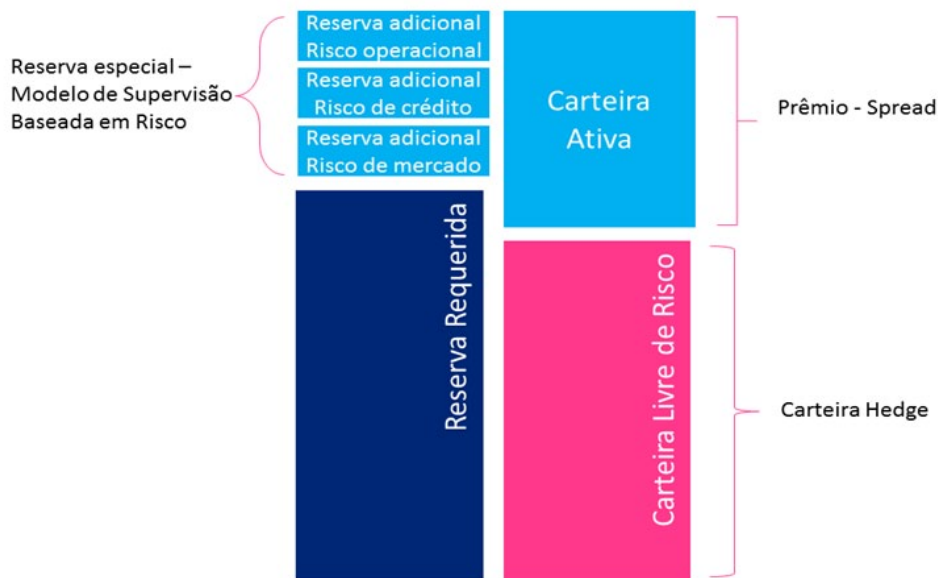 Reserva especial –
Modelo de Supervisão
Baseada em Risco
Reserva adicional
Risco operacional
Reserva adicional
Risco de crédito
Reserva adicional
Risco de mercado
Reserva Requerida
Carteira
Ativa
Carteira Livre de Risco
Prêmio - Spread
Carteira Hedge